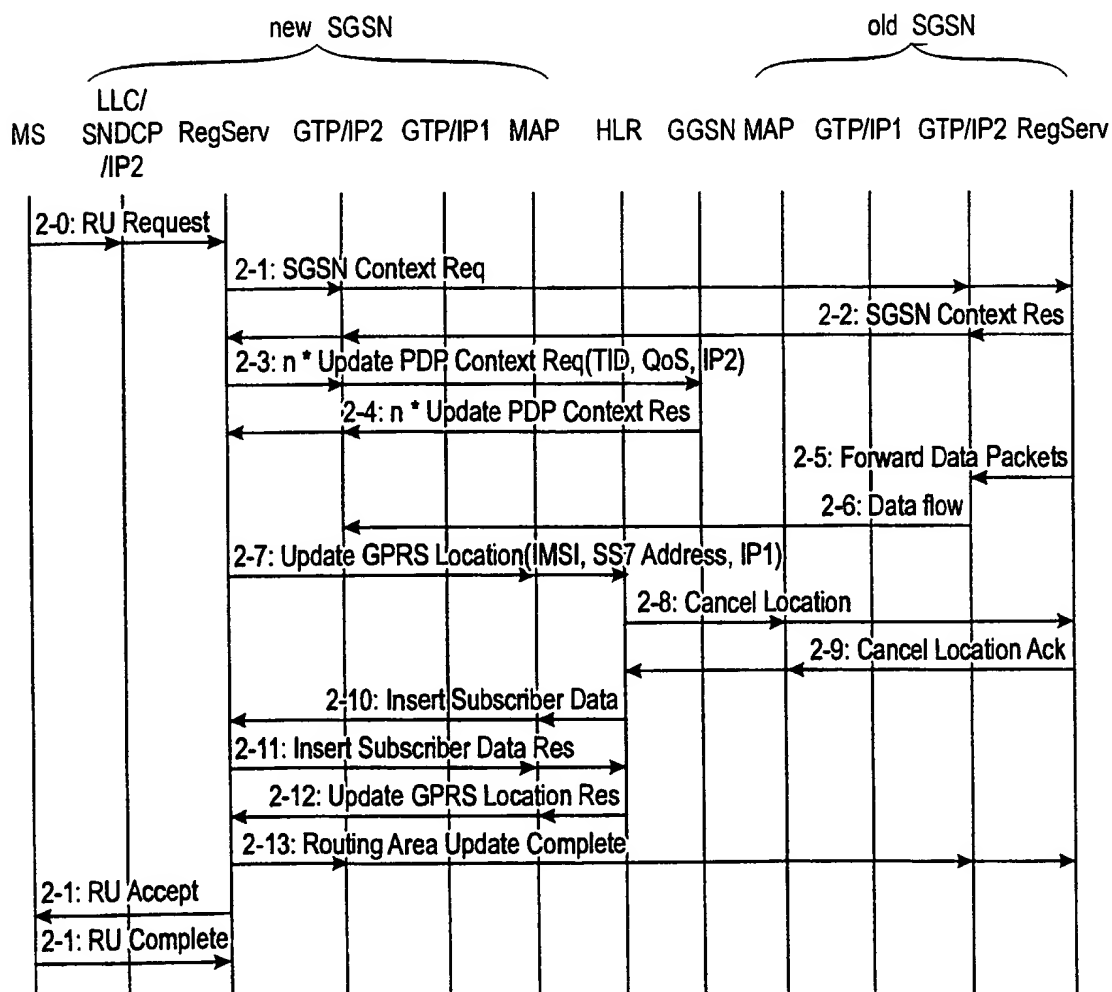 new SGSN
old SGSN
MS
LLC/
SNDCP
/IP2
RegServ
GTP/IP2
GTP/IP1
MAP
HLR
GGSN
MAP
GTP/IP1
GTP/IP2
RegServ
2-0: RU Request
2-1: SGSN Context Req
2-2: SGSN Context Res
2-3: n * Update PDP Context Req(TID, QoS, IP2)
2-4: n * Update PDP Context Res
2-5: Forward Data Packets
2-6: Data flow
2-7: Update GPRS Location(IMSI, SS7 Address, IP1)
2-8: Cancel Location
2-9: Cancel Location Ack
2-10: Insert Subscriber Data
2-11: Insert Subscriber Data Res
2-12: Update GPRS Location Res
2-13: Routing Area Update Complete
2-1: RU Accept
2-1: RU Complete